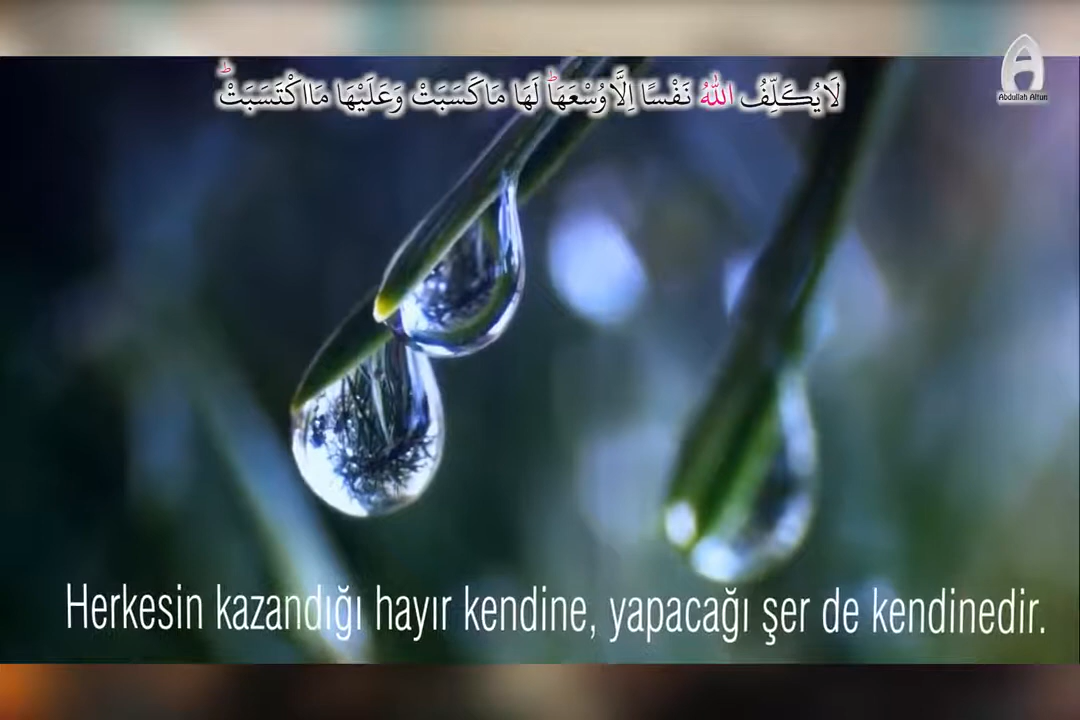 لَا يُكَلِّفُ اللّٰهُ نَفْسًا اِلَّا وُسْعَهَاۜ لَهَا مَا كَسَبَتْ وَعَلَيْهَا مَا اكْتَسَبَتْۜ
Abdullah Altun
Herkesin kazandığı hayır kendine, yapacağı şer de kendinedir.